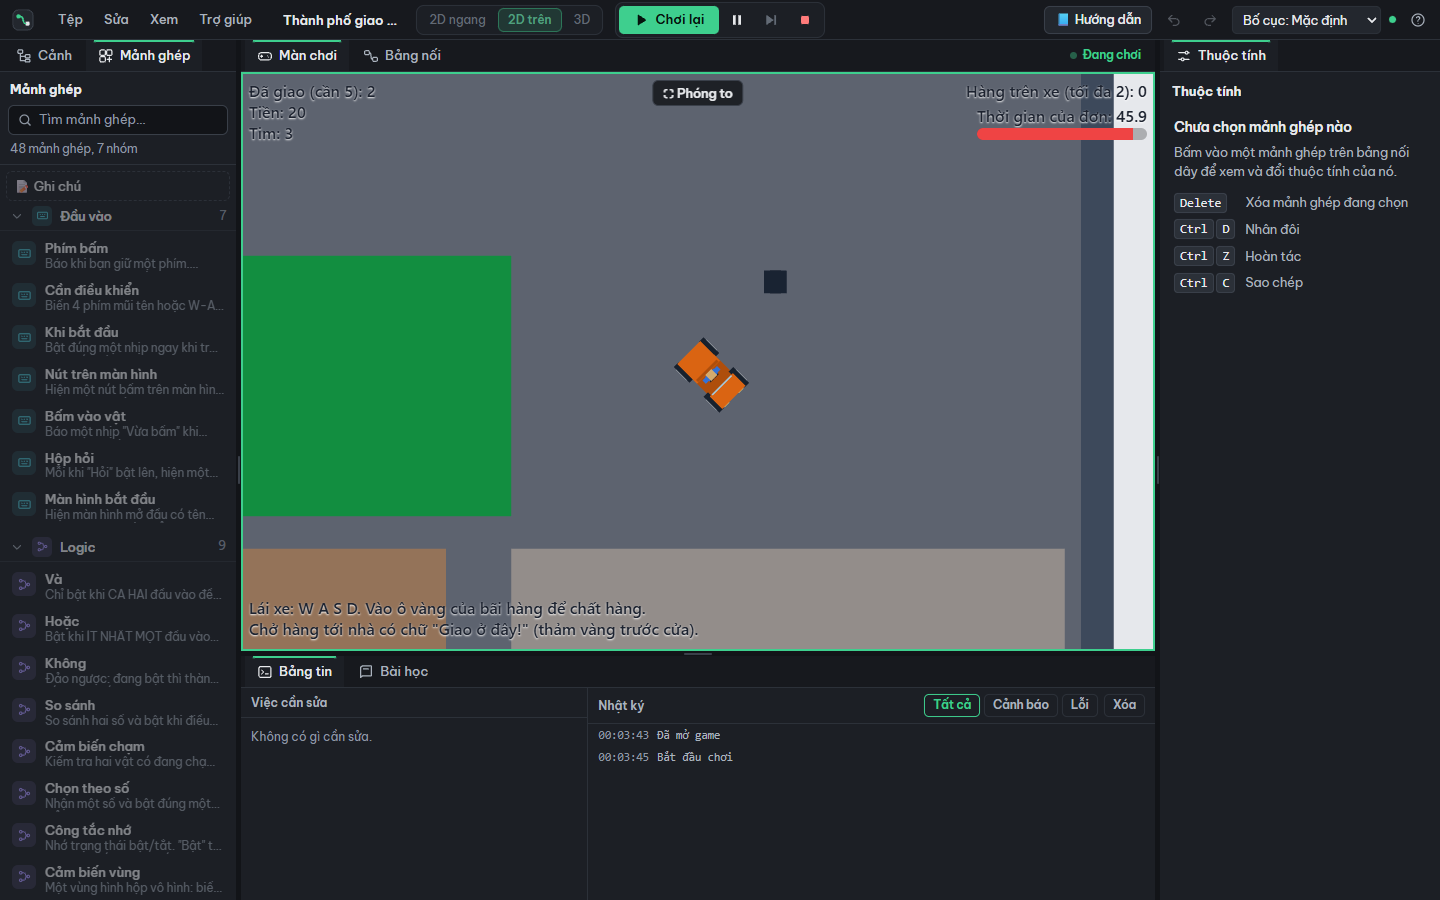 Tệp Sửa Xem Trợ giúp Thành phố giao ... 2D ngang 2D trên 3D Chơi lại Hướng dẫn Bố cục: Mặc định
Cảnh Mảnh ghép
Mảnh ghép
Tìm mảnh ghép...
48 mảnh ghép, 7 nhóm
Ghi chú
Đầu vào 7
Phím bấm
Báo khi bạn giữ một phím....
Cần điều khiển
Biến 4 phím mũi tên hoặc W-A...
Khi bắt đầu
Bật đúng một nhịp ngay khi tr...
Nút trên màn hình
Hiện một nút bấm trên màn hìn...
Bấm vào vật
Báo một nhịp "Vừa bấm" khi...
Hộp hỏi
Mỗi khi "Hỏi" bật lên, hiện một...
Màn hình bắt đầu
Hiện màn hình mở đầu có tên...
Logic 9
Và
Chỉ bật khi CẢ HAI đầu vào đề...
Hoặc
Bật khi ÍT NHẤT MỘT đầu vào...
Không
Đảo ngược: đang bật thì thàn...
So sánh
So sánh hai số và bật khi điều...
Cảm biến chạm
Kiểm tra hai vật có đang chạ...
Chọn theo số
Nhận một số và bật đúng một...
Công tắc nhớ
Nhớ trạng thái bật/tắt. "Bật" t...
Cảm biến vùng
Một vùng hình hộp vô hình: biế...
Màn chơi Bảng nối Đang chơi
Đã giao (cần 5): 2
Tiền: 20
Tim: 3
Phóng to
Hàng trên xe (tối đa 2): 0
Thời gian của đơn: 45.9
Lái xe: W A S D. Vào ô vàng của bãi hàng để chất hàng.
Chở hàng tới nhà có chữ "Giao ở đây!" (thảm vàng trước cửa).
Bảng tin Bài học
Việc cần sửa
Không có gì cần sửa.
Nhật ký Tất cả Cảnh báo Lỗi Xóa
00:03:43 Đã mở game
00:03:45 Bắt đầu chơi
Thuộc tính
Thuộc tính
Chưa chọn mảnh ghép nào
Bấm vào một mảnh ghép trên bảng nối
dây để xem và đổi thuộc tính của nó.
Delete Xóa mảnh ghép đang chọn
Ctrl D Nhân đôi
Ctrl Z Hoàn tác
Ctrl C Sao chép